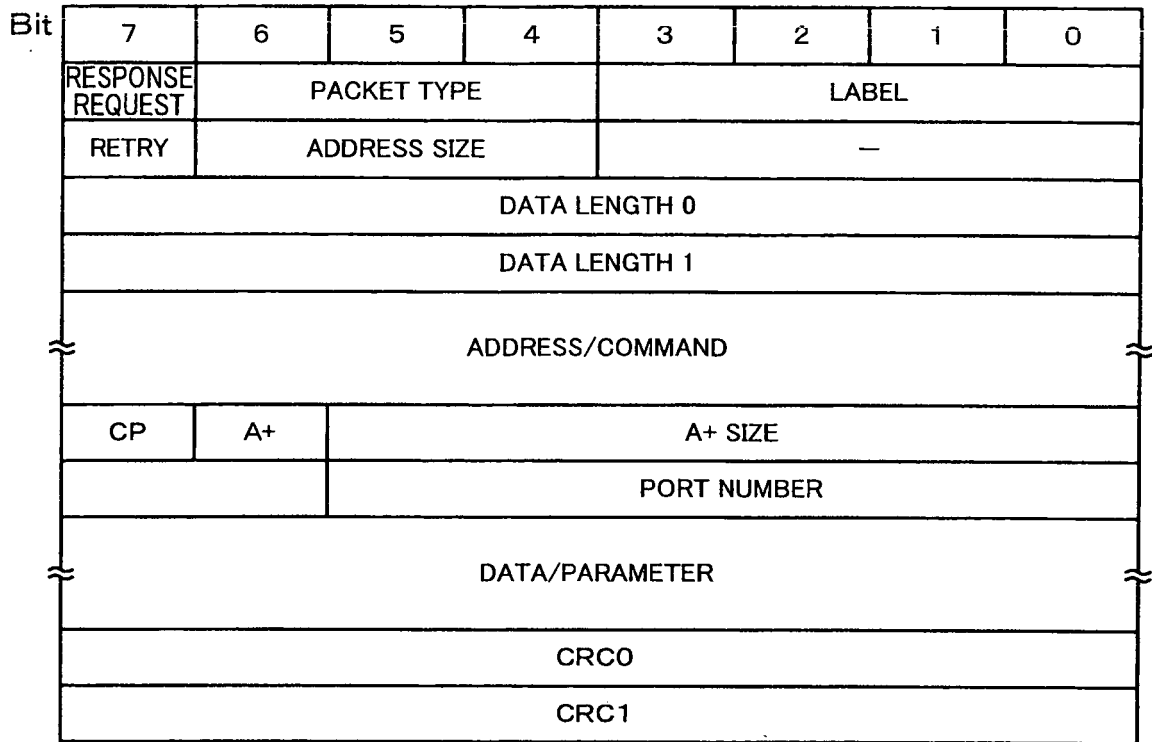 Bit 7 6 5 4 3 2 1 0
RESPONSE REQUEST PACKET TYPE LABEL
RETRY ADDRESS SIZE —
DATA LENGTH 0
DATA LENGTH 1
ADDRESS/COMMAND
CP A+ A+ SIZE
PORT NUMBER
DATA/PARAMETER
CRC0
CRC1